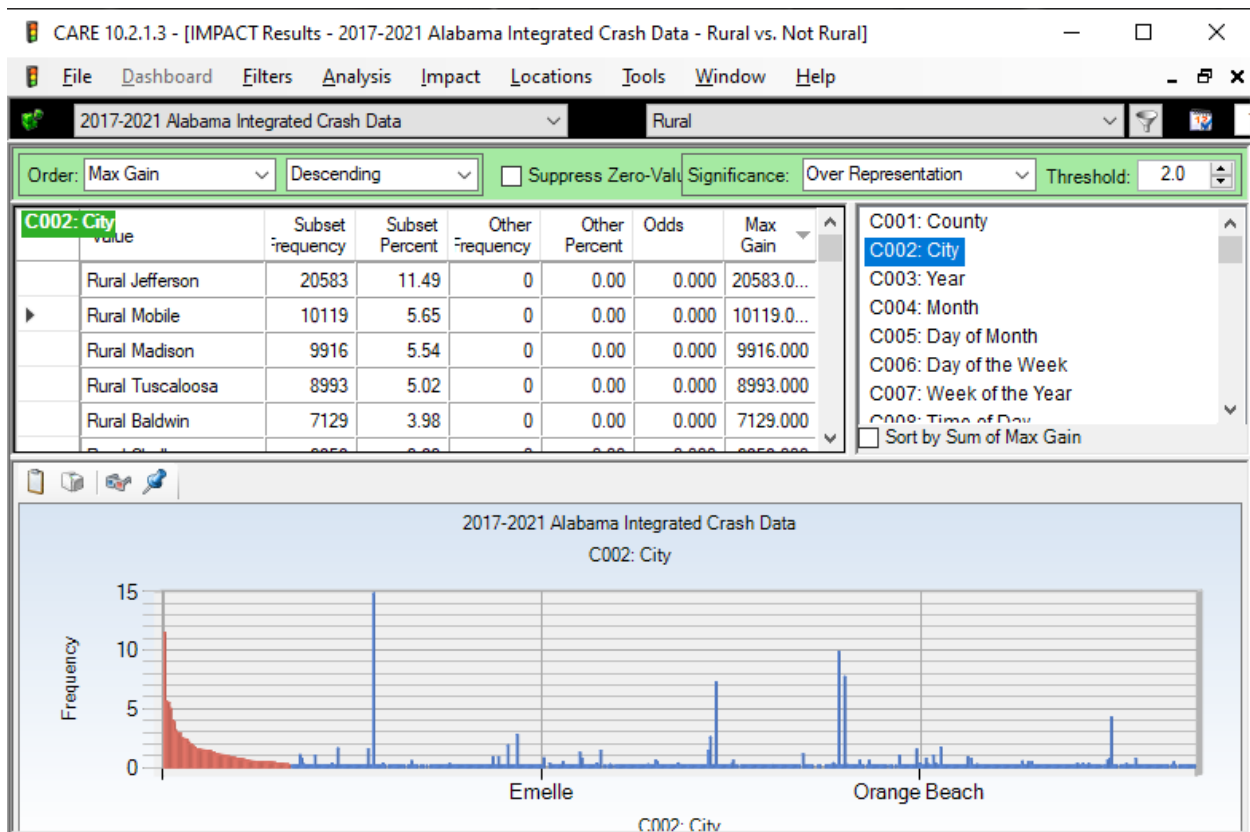 CARE 10.2.1.3 - [IMPACT Results - 2017-2021 Alabama Integrated Crash Data - Rural vs. Not Rural]
File Dashboard Filters Analysis Impact Locations Tools Window Help
2017-2021 Alabama Integrated Crash Data Rural
Order: Max Gain Descending Suppress Zero-Valu Significance: Over Representation Threshold: 2.0
C002: City
Subset Frequency Subset Percent Other Frequency Other Percent Odds Max Gain
Rural Jefferson 20583 11.49 0 0.00 0.000 20583.0...
Rural Mobile 10119 5.65 0 0.00 0.000 10119.0...
Rural Madison 9916 5.54 0 0.00 0.000 9916.000
Rural Tuscaloosa 8993 5.02 0 0.00 0.000 8993.000
Rural Baldwin 7129 3.98 0 0.00 0.000 7129.000
C001: County
C002: City
C003: Year
C004: Month
C005: Day of Month
C006: Day of the Week
C007: Week of the Year
C008: Time of Day
Sort by Sum of Max Gain
2017-2021 Alabama Integrated Crash Data
C002: City
Frequency
15
10
5
0
Emelle Orange Beach
C002: City